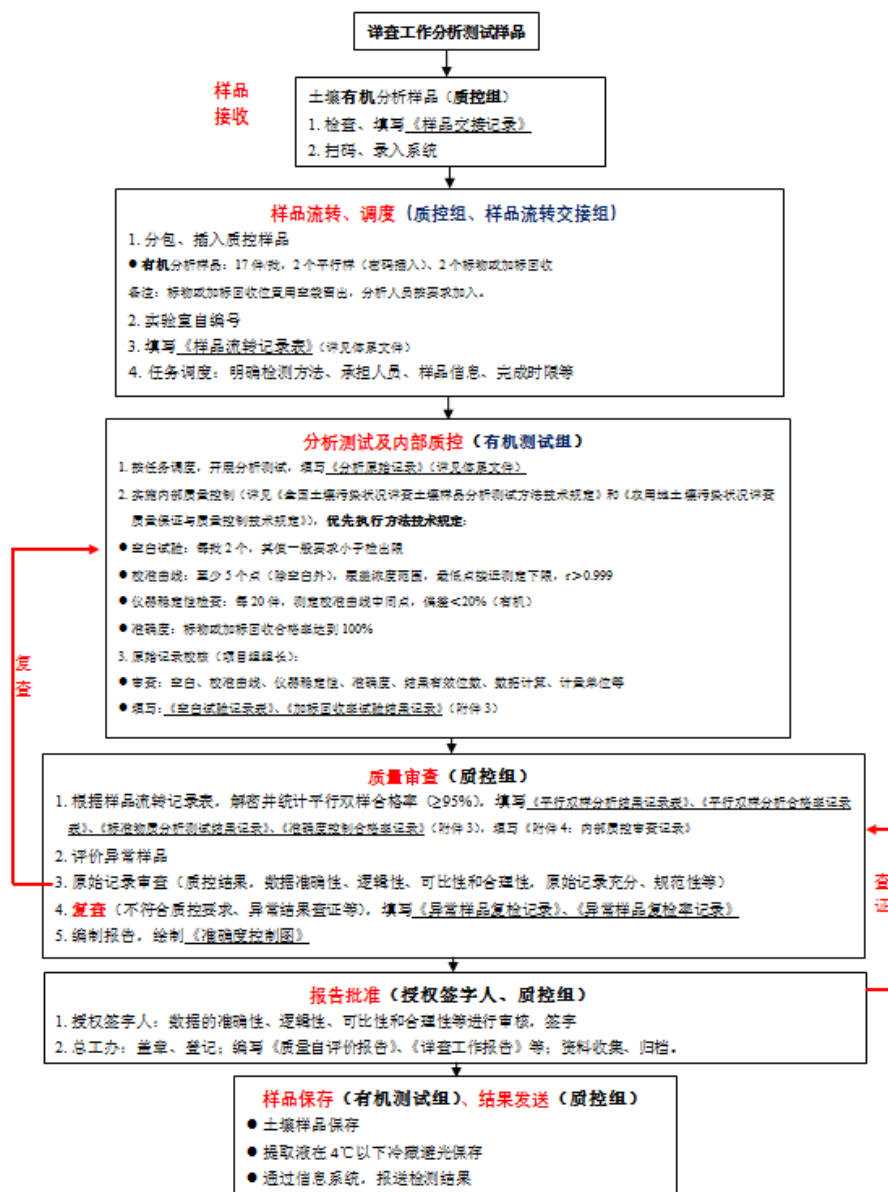 详查工作分析测试样品
样品
接收
土壤有机分析样品（质控组）
1. 检查、填写《样品交接记录》
2. 扫码、录入系统
样品流转、调度（质控组、样品流转交接组）
1. 分包、插入质控样品
● 有机分析样品：17 件/批，2 个平行样（密码插入）、2 个标物或加标回收
备注：标物或加标回收位置用空袋留出，分析人员按要求加入。
2. 实验室自编号
3. 填写《样品流转记录表》（详见体系文件）
4. 任务调度：明确检测方法、承担人员、样品信息、完成时限等
分析测试及内部质控（有机测试组）
1. 按任务调度，开展分析测试，填写《分析原始记录》（详见体系文件）
2. 实施内部质量控制（详见《全国土壤污染状况详查土壤样品分析测试方法技术规定》和《农用地土壤污染状况详查
质量保证与质量控制技术规定》），优先执行方法技术规定：
● 空白试验：每批 2 个，其值一般要求小于检出限
● 校准曲线：至少 5 个点（除空白外），覆盖浓度范围，最低点接近测定下限，r＞0.999
● 仪器稳定性检查：每 20 件，测定校准曲线中间点，偏差＜20%（有机）
● 准确度：标物或加标回收合格率达到 100%
3. 原始记录校核（项目组组长）：
● 审查：空白、校准曲线、仪器稳定性、准确度、结果有效位数、数据计算、计量单位等
● 填写：《空白试验记录表》、《加标回收率试验结果记录》（附件 3）
复
查
质量审查（质控组）
1. 根据样品流转记录表，解密并统计平行双样合格率（≥95%），填写《平行双样分析结果记录表》、《平行双样分析合格率记录
表》、《标准物质分析测试结果记录》、《准确度控制合格率记录》（附件 3），填写《附件 4：内部质控审查记录》
2. 评价异常样品
3. 原始记录审查（质控结果，数据准确性、逻辑性、可比性和合理性，原始记录充分、规范性等）
4. 复查（不符合质控要求、异常结果查证等），填写《异常样品复检记录》、《异常样品复检率记录》
5. 编制报告，绘制《准确度控制图》
查
证
报告批准（授权签字人、质控组）
1. 授权签字人：数据的准确性、逻辑性、可比性和合理性等进行审核，签字
2. 总工办：盖章、登记；编写《质量自评价报告》、《详查工作报告》等；资料收集、归档。
样品保存（有机测试组）、结果发送（质控组）
● 土壤样品保存
● 提取液在 4℃以下冷藏避光保存
● 通过信息系统，报送检测结果